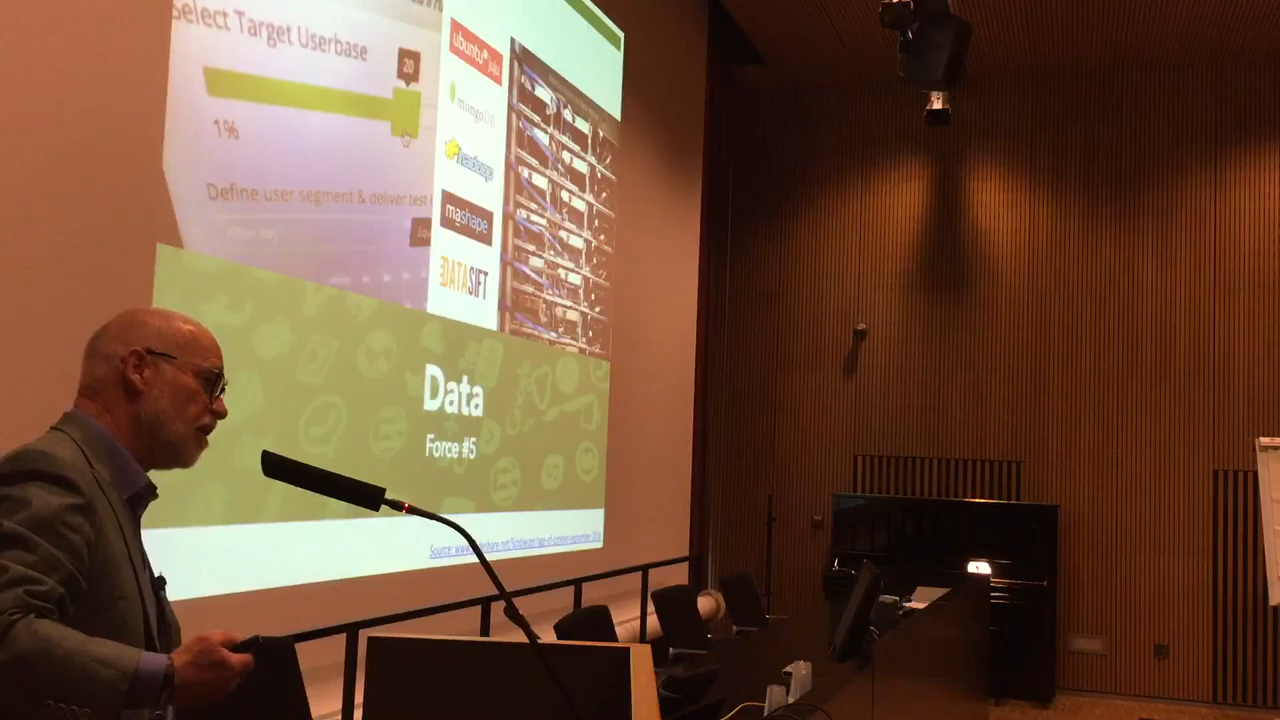 Select Target Userbase
20
1%
Define user segment & deliver test
ubuntu® juju
mongoDB
hadoop
mashape
DATASIFT
Data
Force #5